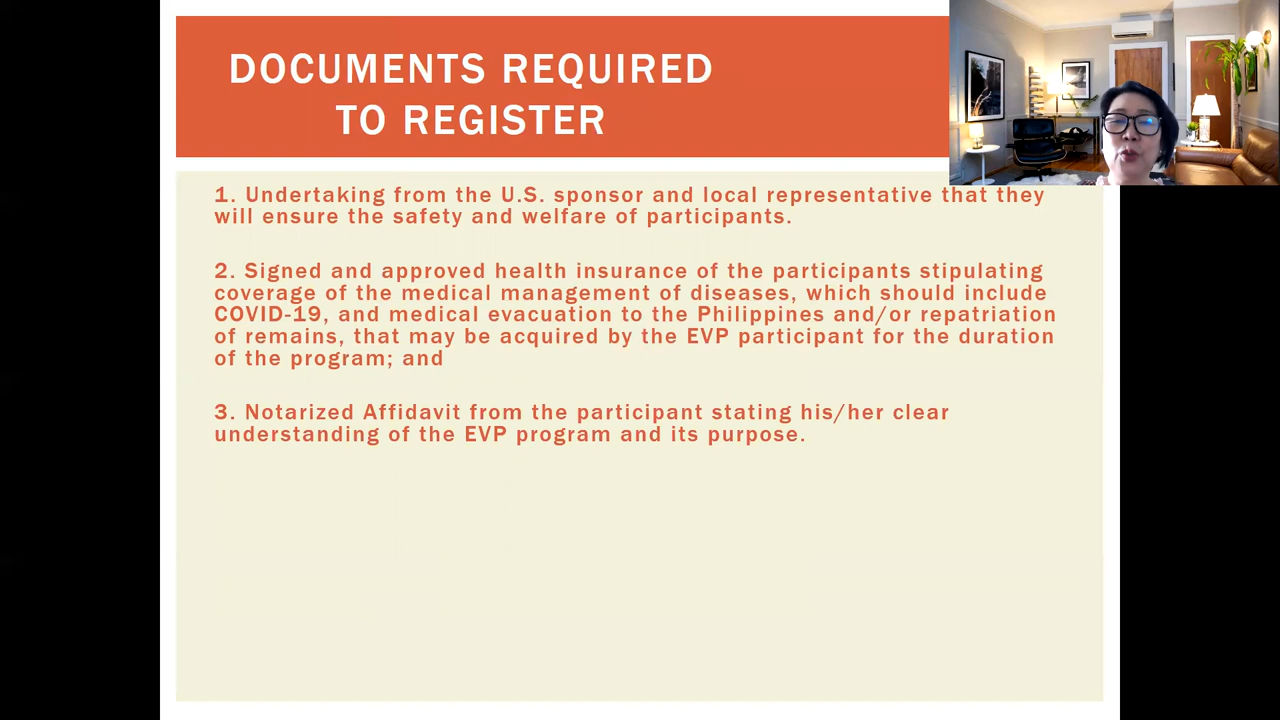 DOCUMENTS REQUIRED
TO REGISTER
1. Undertaking from the U.S. sponsor and local representative that they
will ensure the safety and welfare of participants.
2. Signed and approved health insurance of the participants stipulating
coverage of the medical management of diseases, which should include
COVID-19, and medical evacuation to the Philippines and/or repatriation
of remains, that may be acquired by the EVP participant for the duration
of the program; and
3. Notarized Affidavit from the participant stating his/her clear
understanding of the EVP program and its purpose.